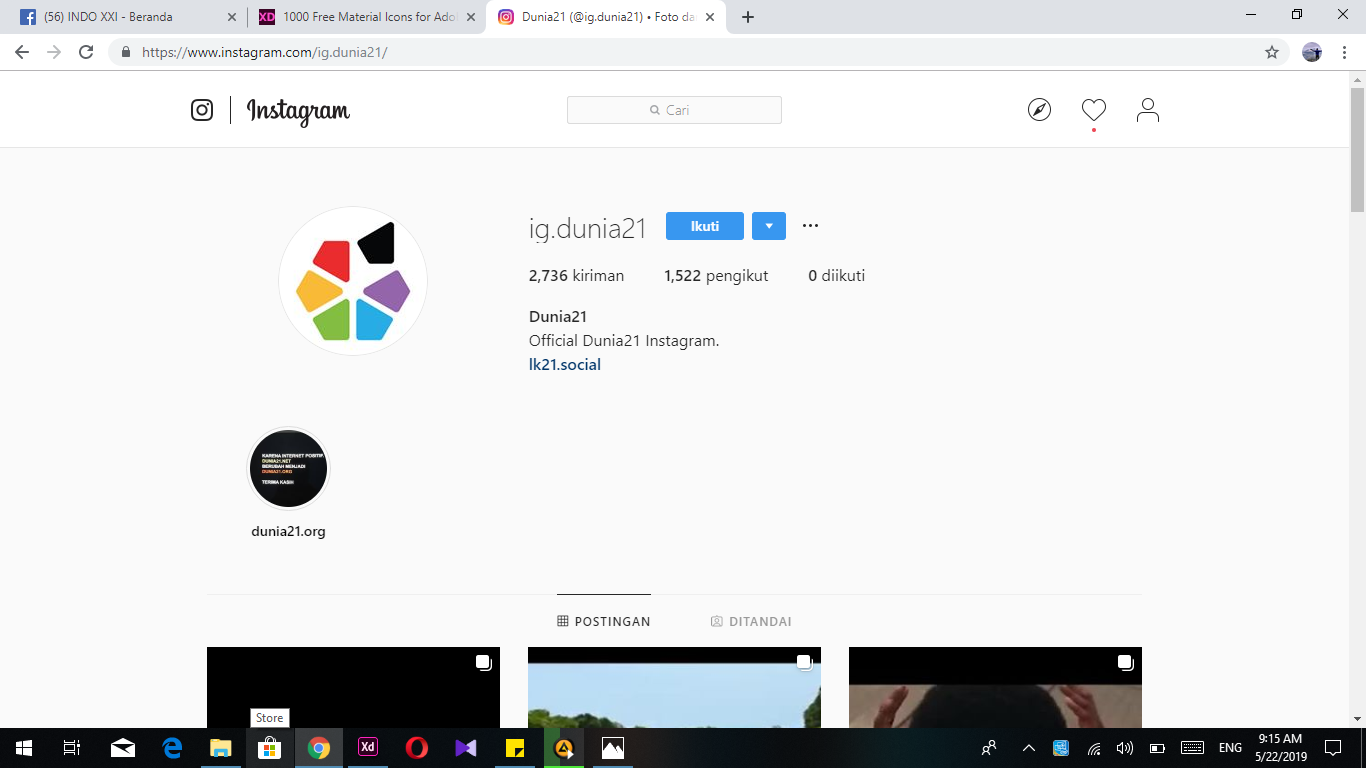 (56) INDO XXI - Beranda
1000 Free Material Icons for Ado
Dunia21 (@ig.dunia21) • Foto da
https://www.instagram.com/ig.dunia21/
Instagram
Cari
ig.dunia21
Ikuti
2,736 kiriman 1,522 pengikut 0 diikuti
Dunia21
Official Dunia21 Instagram.
lk21.social
KARENA INTERNET POSITIF,
DUNIA21.NET
BERUBAH MENJADI
DUNIA21.ORG
TERIMA KASIH
dunia21.org
POSTINGAN
DITANDAI
Store
XD
Xd
ENG
9:15 AM
5/22/2019